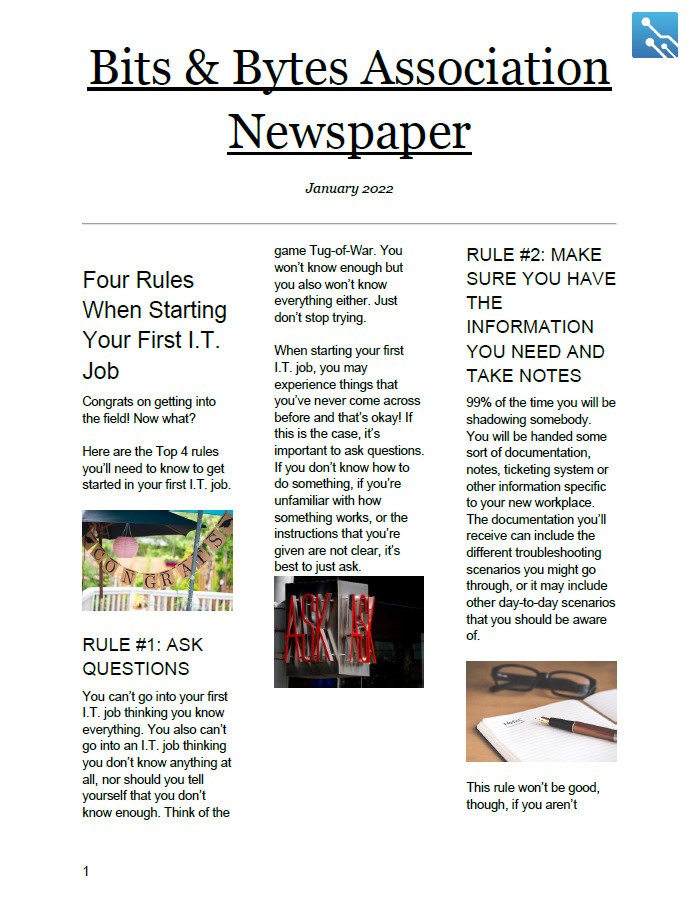 Bits & Bytes Association
Newspaper
January 2022
Four Rules
When Starting
Your First I.T.
Job
Congrats on getting into
the field! Now what?
Here are the Top 4 rules
you'll need to know to get
started in your first I.T. job.
CONGRATS
RULE #1: ASK
QUESTIONS
You can't go into your first
I.T. job thinking you know
everything. You also can't
go into an I.T. job thinking
you don't know anything at
all, nor should you tell
yourself that you don't
know enough. Think of the
game Tug-of-War. You
won't know enough but
you also won't know
everything either. Just
don't stop trying.
When starting your first
I.T. job, you may
experience things that
you've never come across
before and that's okay! If
this is the case, it's
important to ask questions.
If you don't know how to
do something, if you're
unfamiliar with how
something works, or the
instructions that you're
given are not clear, it's
best to just ask.
ASK ASK
RULE #2: MAKE
SURE YOU HAVE
THE
INFORMATION
YOU NEED AND
TAKE NOTES
99% of the time you will be
shadowing somebody.
You will be handed some
sort of documentation,
notes, ticketing system or
other information specific
to your new workplace.
The documentation you'll
receive can include the
different troubleshooting
scenarios you might go
through, or it may include
other day-to-day scenarios
that you should be aware
of.
Notes
This rule won't be good,
though, if you aren't
1